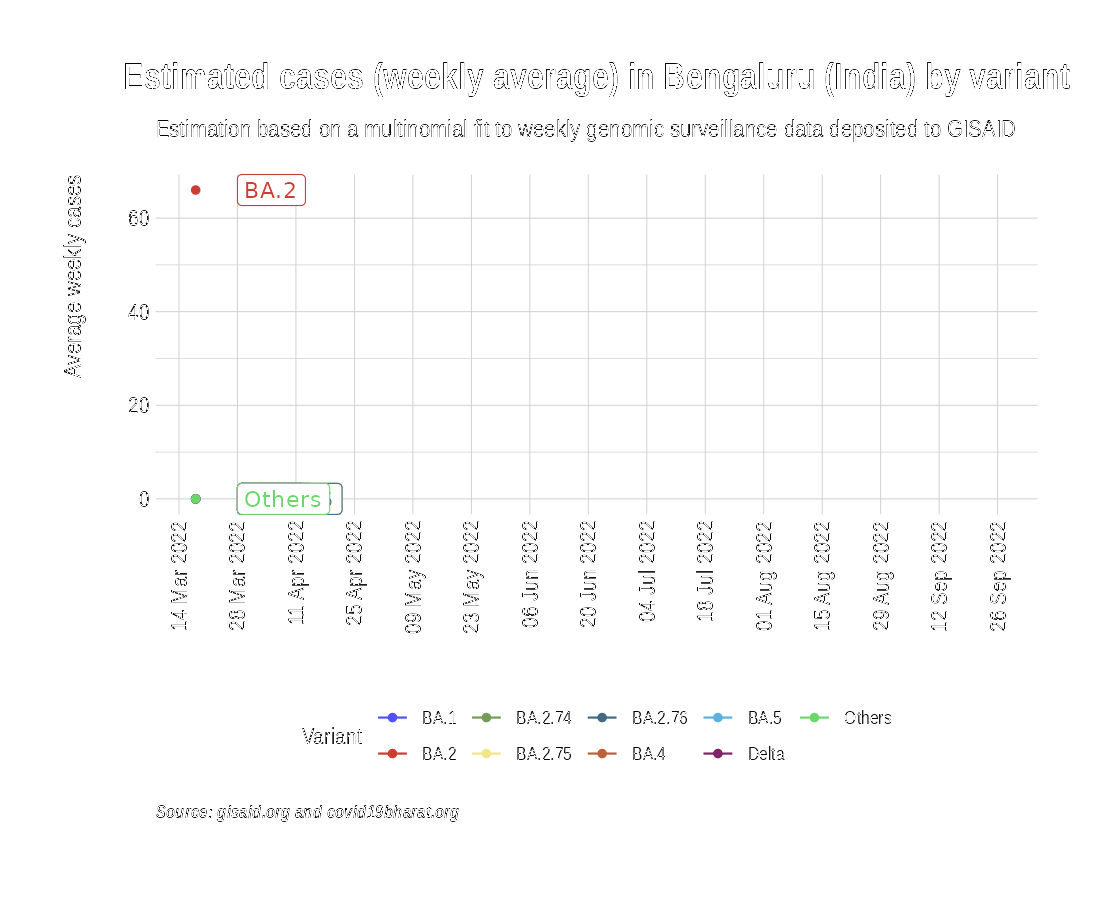 Estimated cases (weekly average) in Bengaluru (India) by variant
Estimation based on a multinomial fit to weekly genomic surveillance data deposited to GISAID
Average weekly cases
60
40
20
0
BA.2
Others
14 Mar 2022
28 Mar 2022
11 Apr 2022
25 Apr 2022
09 May 2022
23 May 2022
06 Jun 2022
20 Jun 2022
04 Jul 2022
18 Jul 2022
01 Aug 2022
15 Aug 2022
29 Aug 2022
12 Sep 2022
26 Sep 2022
Variant
BA.1 BA.2.74 BA.2.76 BA.5 Others
BA.2 BA.2.75 BA.4 Delta
Source: gisaid.org and covid19bharat.org